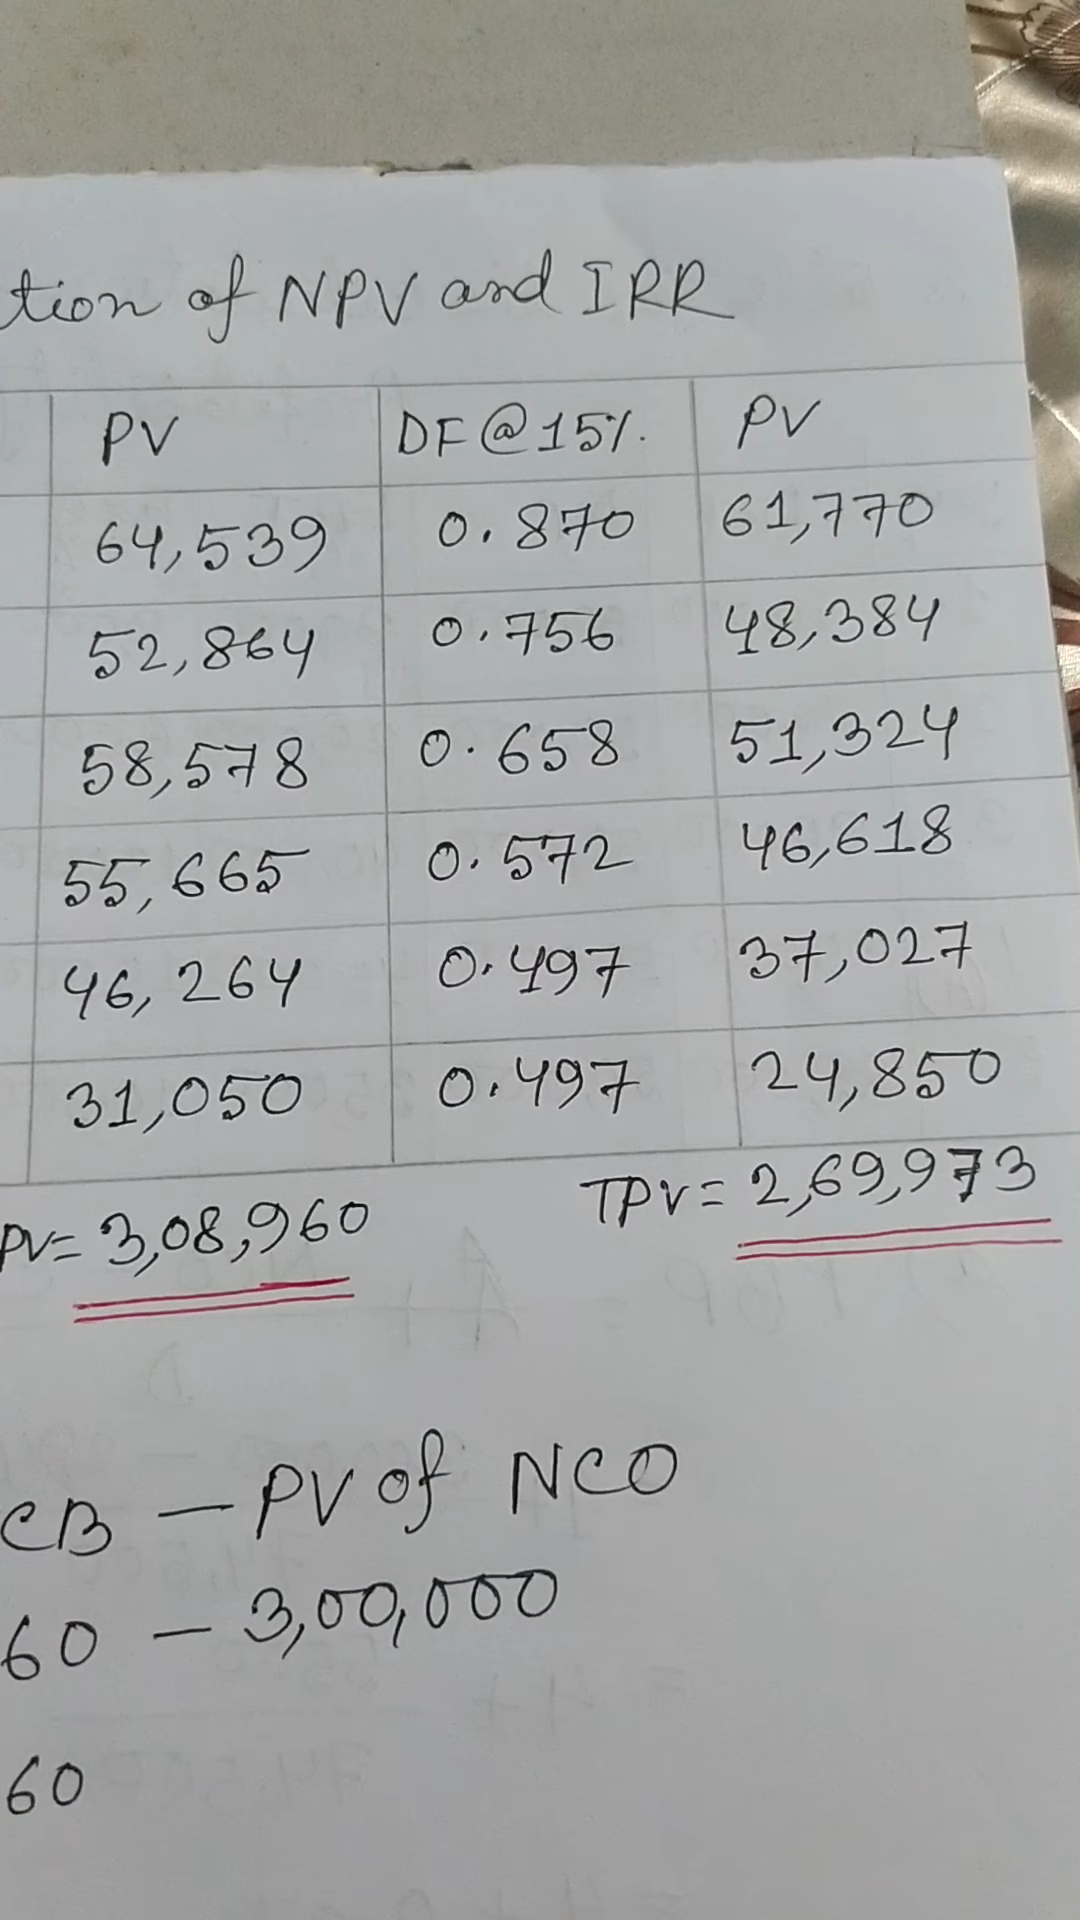 tion of NPV and IRR
PV DF@15%. PV
64,539 0.870 61,770
52,864 0.756 48,384
58,578 0.658 51,324
55,665 0.572 46,618
46,264 0.497 37,027
31,050 0.497 24,850
PV= 3,08,960 TPV= 2,69,973
CB - PV of NCO
60 - 3,00,000
60